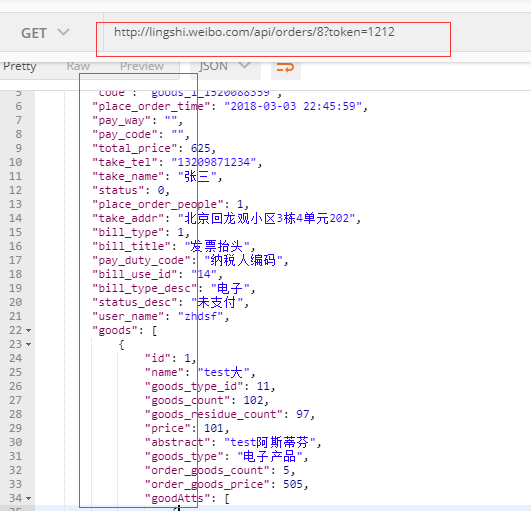 GET http://lingshi.weibo.com/api/orders/8?token=1212
Pretty Raw Preview JSON
5 "code": "goods_1_1520088359",
6 "place_order_time": "2018-03-03 22:45:59",
7 "pay_way": "",
8 "pay_code": "",
9 "total_price": 625,
10 "take_tel": "13209871234",
11 "take_name": "张三",
12 "status": 0,
13 "place_order_people": 1,
14 "take_addr": "北京回龙观小区3栋4单元202",
15 "bill_type": 1,
16 "bill_title": "发票抬头",
17 "pay_duty_code": "纳税人编码",
18 "bill_use_id": "14",
19 "bill_type_desc": "电子",
20 "status_desc": "未支付",
21 "user_name": "zhdsf",
22 "goods": [
23 {
24 "id": 1,
25 "name": "test大",
26 "goods_type_id": 11,
27 "goods_count": 102,
28 "goods_residue_count": 97,
29 "price": 101,
30 "abstract": "test阿斯蒂芬",
31 "goods_type": "电子产品",
32 "order_goods_count": 5,
33 "order_goods_price": 505,
34 "goodAtts": [